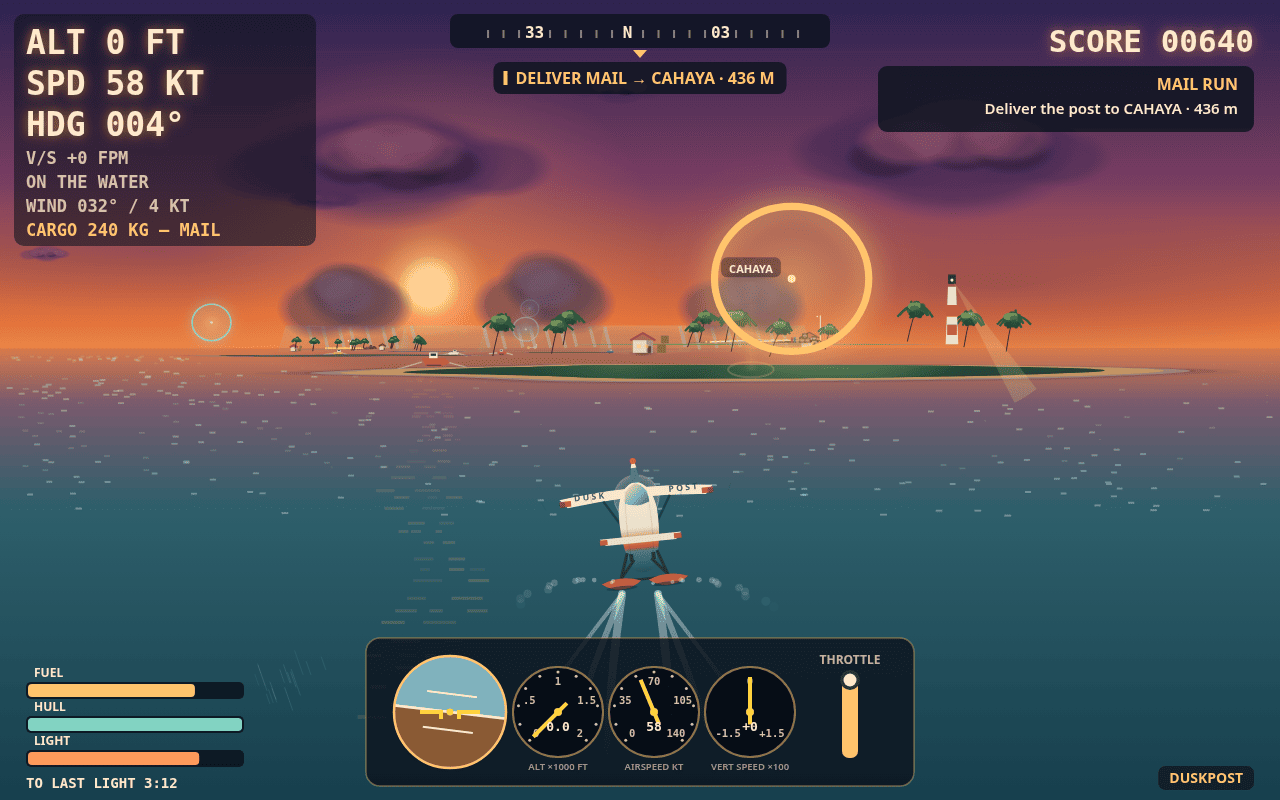 ALT 0 FT
SPD 58 KT
HDG 004°
V/S +0 FPM
ON THE WATER
WIND 032° / 4 KT
CARGO 240 KG — MAIL
33 N 03
DELIVER MAIL → CAHAYA · 436 M
SCORE 00640
MAIL RUN
Deliver the post to CAHAYA · 436 m
CAHAYA
DUSK POST
FUEL
HULL
LIGHT
TO LAST LIGHT 3:12
.5 1 1.5 2
0.0
ALT ×1000 FT
0 35 70 105 140
58
AIRSPEED KT
-1.5 +1.5
+0
VERT SPEED ×100
THROTTLE
DUSKPOST